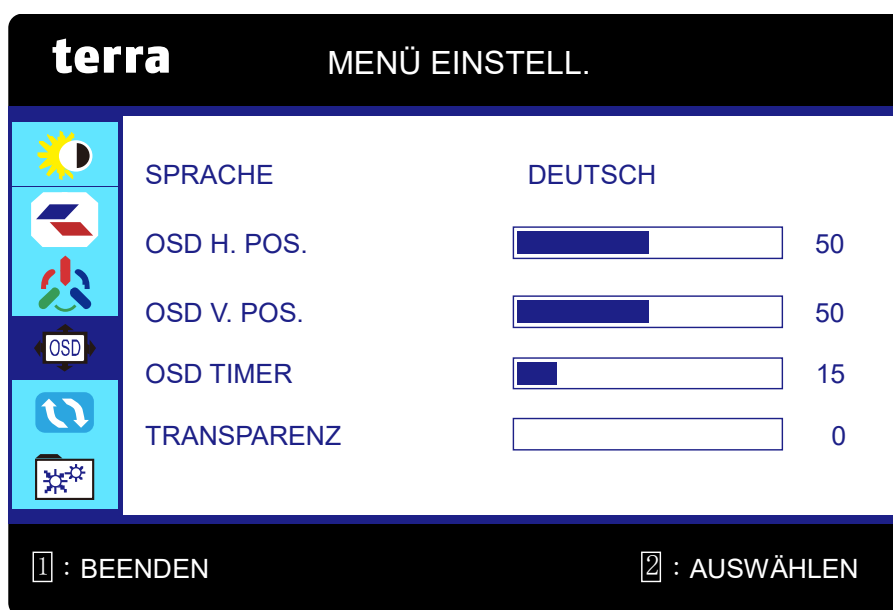 terra MENÜ EINSTELL.
SPRACHE DEUTSCH
OSD H. POS. 50
OSD V. POS. 50
OSD
OSD TIMER 15
TRANSPARENZ 0
1 : BEENDEN 2 : AUSWÄHLEN